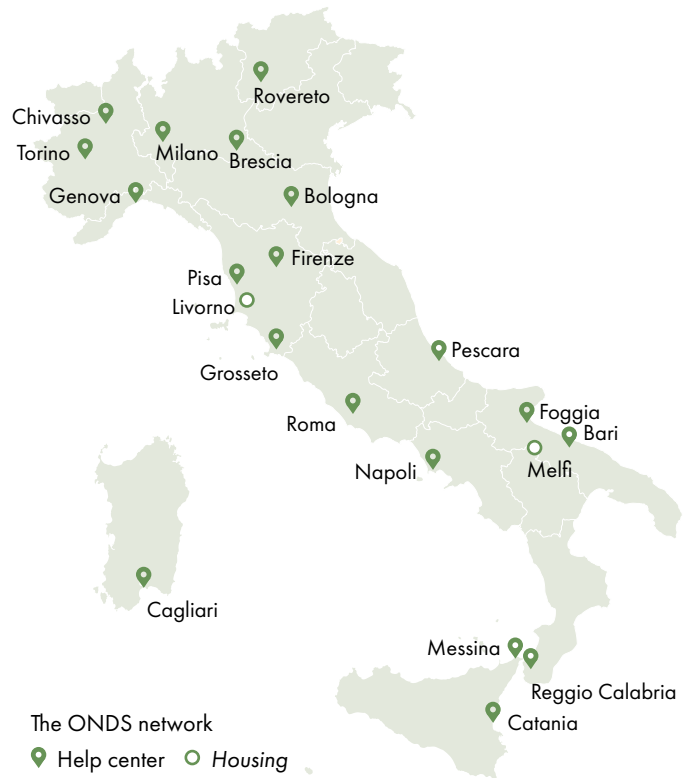 Rovereto
Chivasso
Torino
Milano
Brescia
Genova
Bologna
Firenze
Pisa
Livorno
Pescara
Grosseto
Foggia
Roma
Bari
Napoli
Melfi
Cagliari
Messina
Reggio Calabria
Catania
The ONDS network
Help center Housing